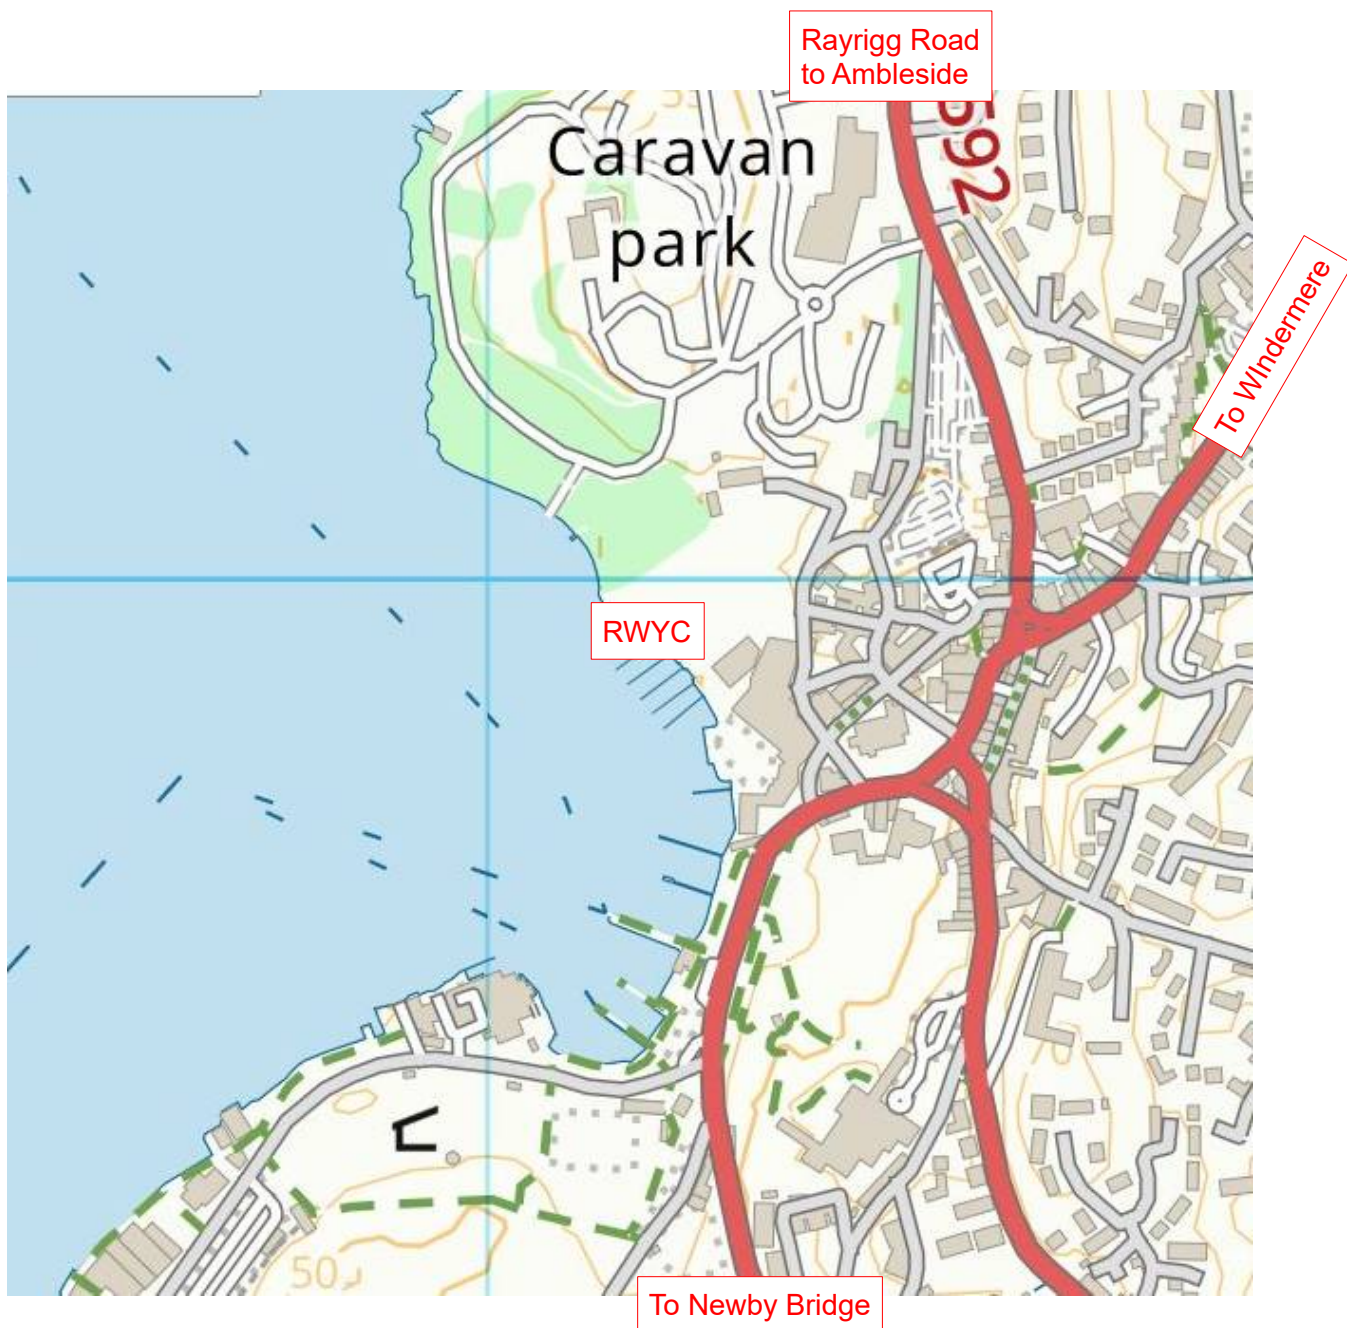 Rayrigg Road
to Ambleside
Caravan
park
592
To WIndermere
RWYC
50
To Newby Bridge